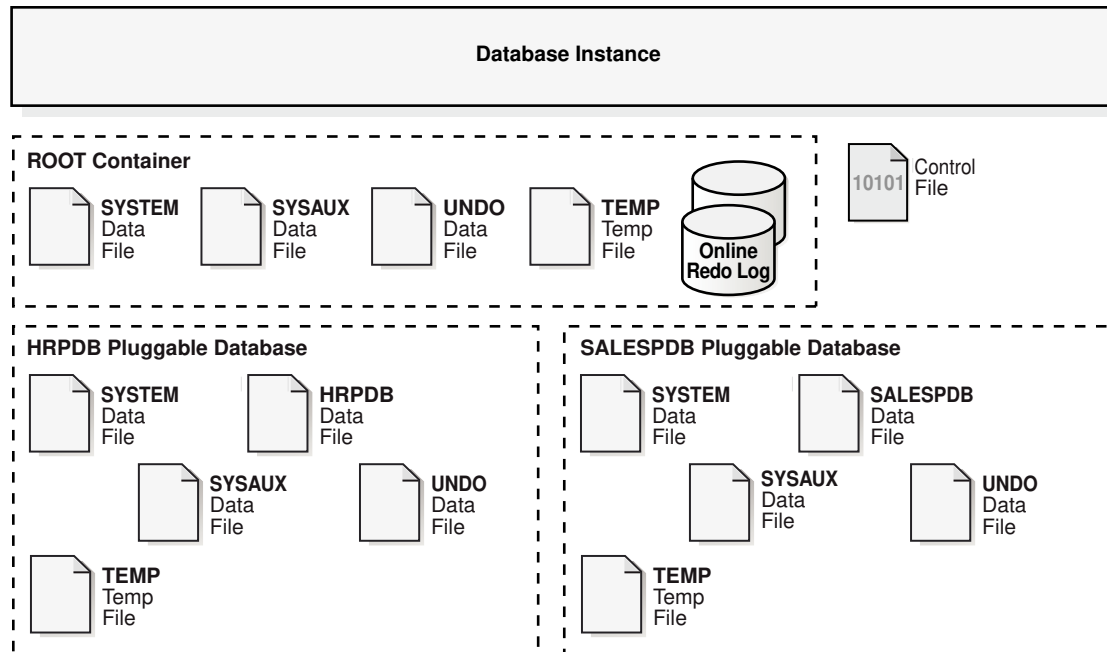 Database Instance
ROOT Container
SYSTEM
Data
File
SYSAUX
Data
File
UNDO
Data
File
TEMP
Temp
File
Online
Redo Log
10101
Control
File
HRPDB Pluggable Database
SYSTEM
Data
File
HRPDB
Data
File
SYSAUX
Data
File
UNDO
Data
File
TEMP
Temp
File
SALESPDB Pluggable Database
SYSTEM
Data
File
SALESPDB
Data
File
SYSAUX
Data
File
UNDO
Data
File
TEMP
Temp
File